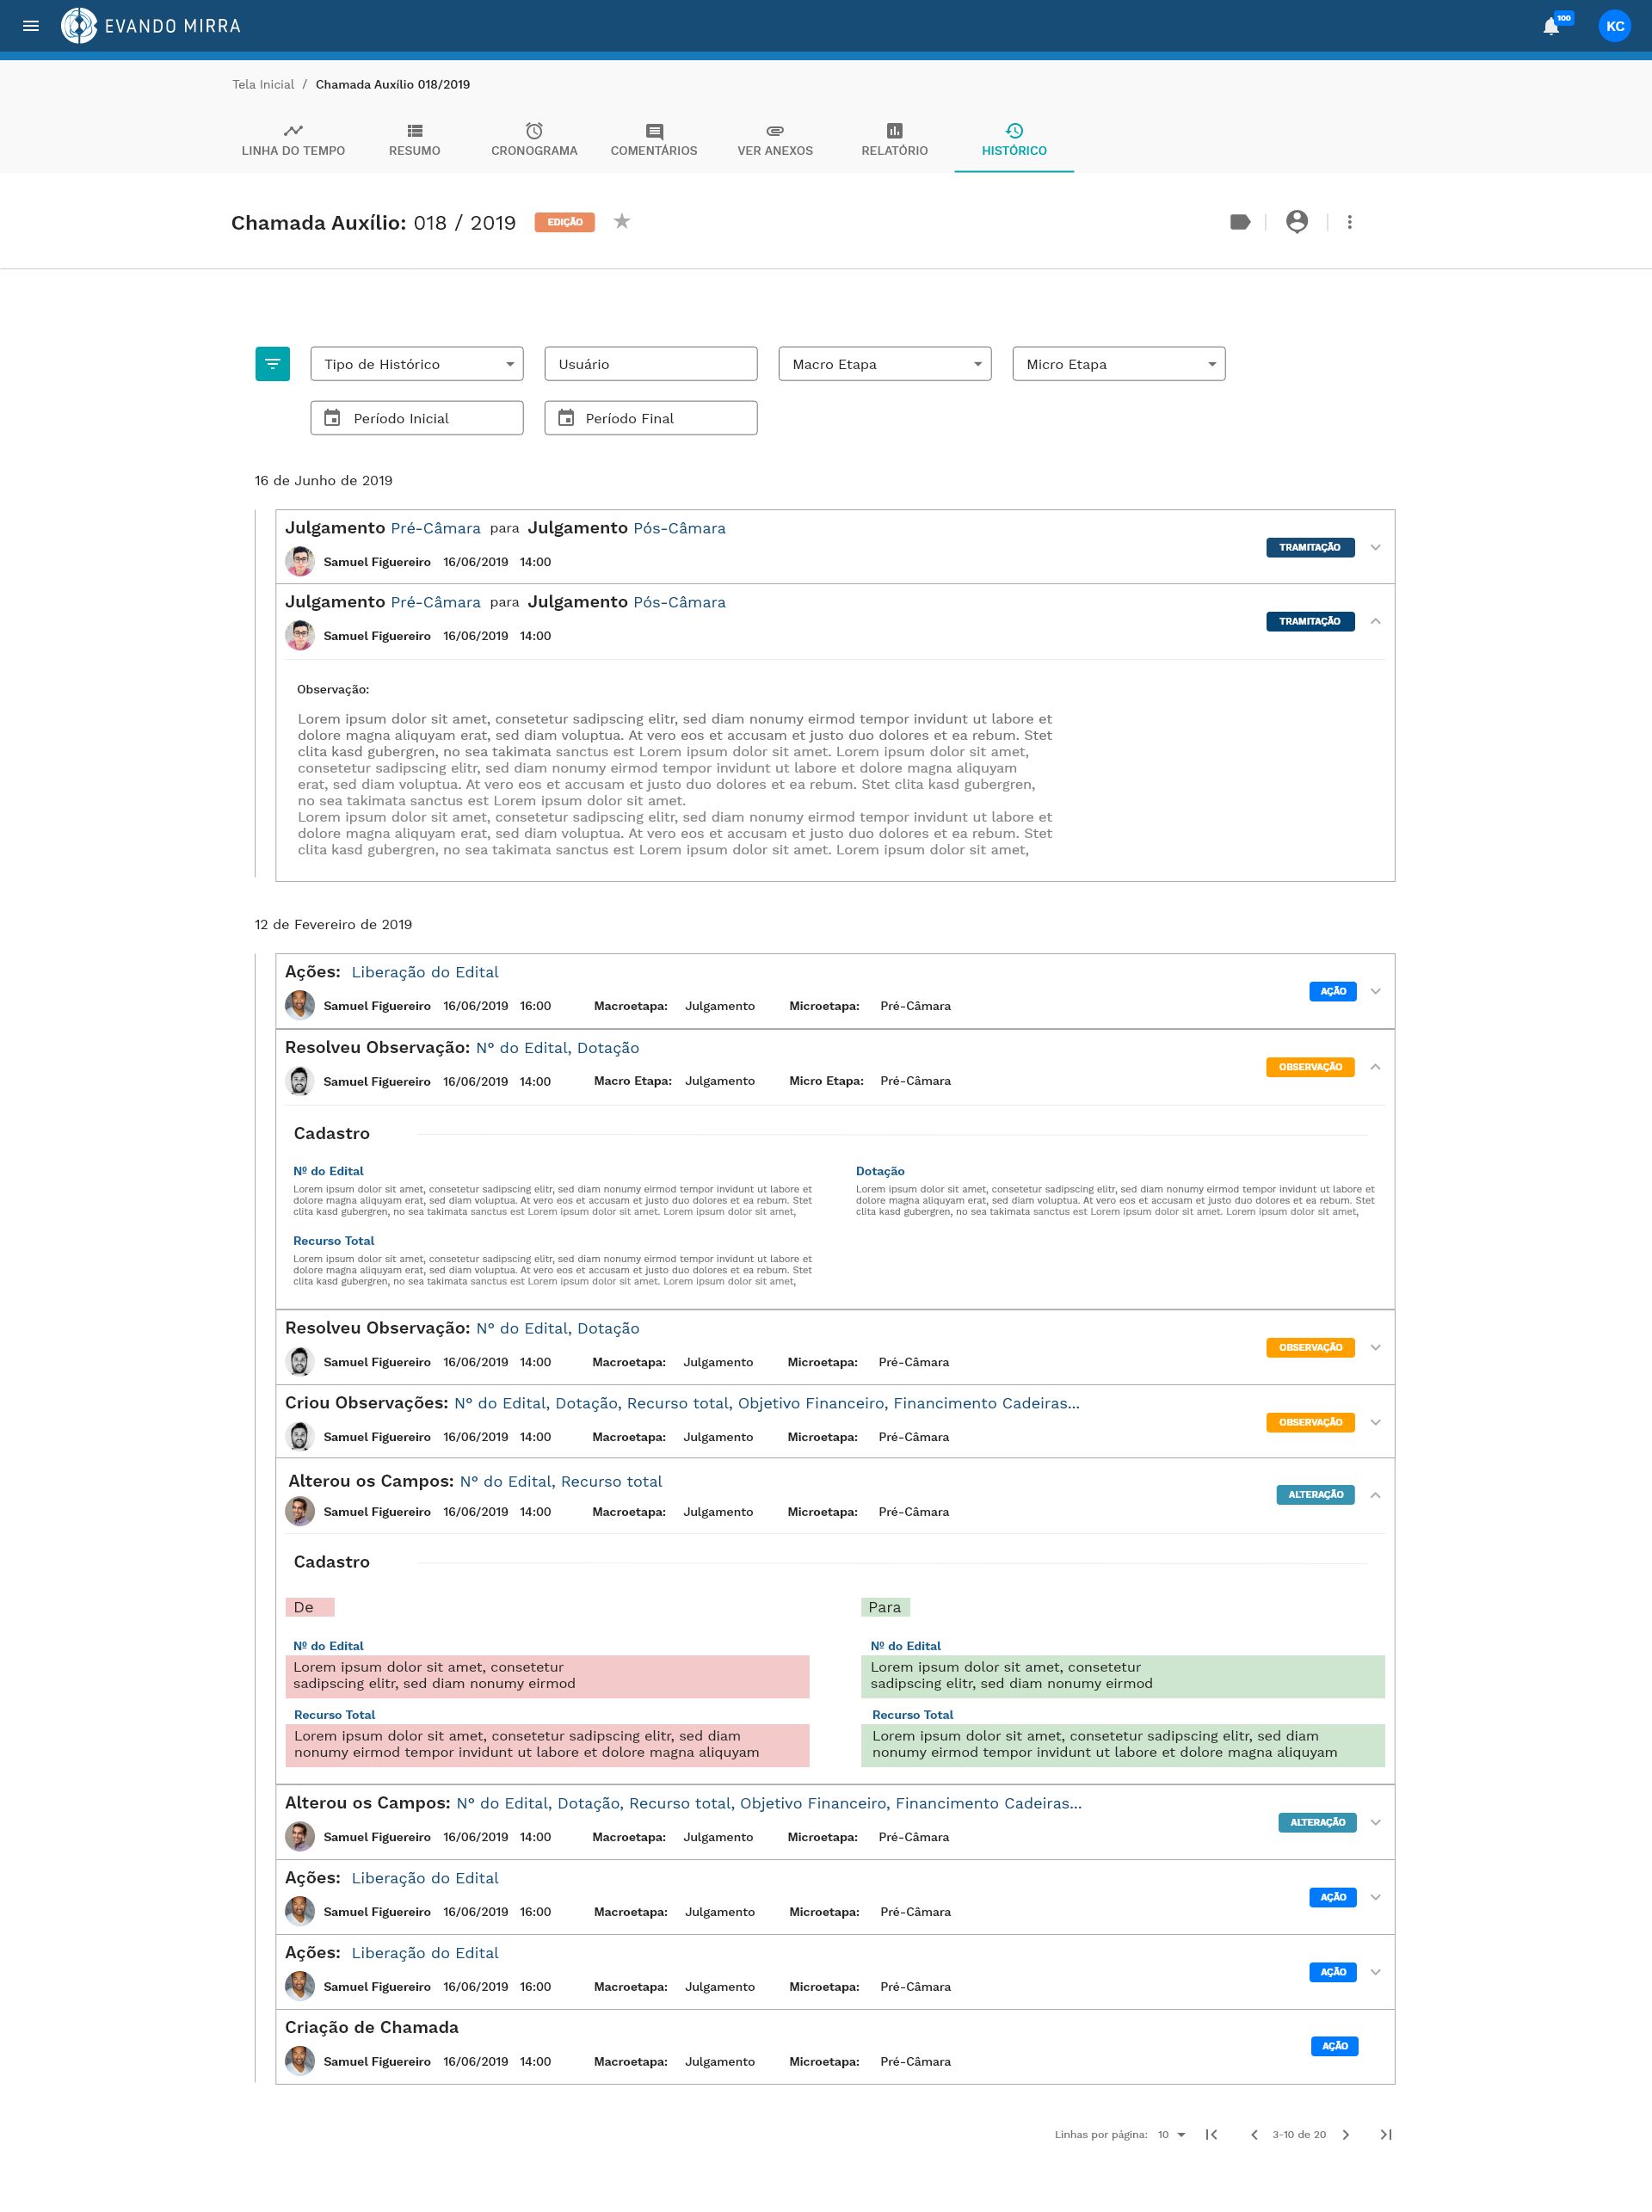 EVANDO MIRRA
100
KC
Tela Inicial / Chamada Auxílio 018/2019
LINHA DO TEMPO
RESUMO
CRONOGRAMA
COMENTÁRIOS
VER ANEXOS
RELATÓRIO
HISTÓRICO
Chamada Auxílio: 018 / 2019
EDIÇÃO
Tipo de Histórico
Usuário
Macro Etapa
Micro Etapa
Período Inicial
Período Final
16 de Junho de 2019
Julgamento Pré-Câmara para Julgamento Pós-Câmara
TRAMITAÇÃO
Samuel Figuereiro 16/06/2019 14:00
Julgamento Pré-Câmara para Julgamento Pós-Câmara
TRAMITAÇÃO
Samuel Figuereiro 16/06/2019 14:00
Observação:
Lorem ipsum dolor sit amet, consetetur sadipscing elitr, sed diam nonumy eirmod tempor invidunt ut labore et
dolore magna aliquyam erat, sed diam voluptua. At vero eos et accusam et justo duo dolores et ea rebum. Stet
clita kasd gubergren, no sea takimata sanctus est Lorem ipsum dolor sit amet. Lorem ipsum dolor sit amet,
consetetur sadipscing elitr, sed diam nonumy eirmod tempor invidunt ut labore et dolore magna aliquyam
erat, sed diam voluptua. At vero eos et accusam et justo duo dolores et ea rebum. Stet clita kasd gubergren,
no sea takimata sanctus est Lorem ipsum dolor sit amet.
Lorem ipsum dolor sit amet, consetetur sadipscing elitr, sed diam nonumy eirmod tempor invidunt ut labore et
dolore magna aliquyam erat, sed diam voluptua. At vero eos et accusam et justo duo dolores et ea rebum. Stet
clita kasd gubergren, no sea takimata sanctus est Lorem ipsum dolor sit amet. Lorem ipsum dolor sit amet,
12 de Fevereiro de 2019
Ações: Liberação do Edital
AÇÃO
Samuel Figuereiro 16/06/2019 16:00 Macroetapa: Julgamento Microetapa: Pré-Câmara
Resolveu Observação: N° do Edital, Dotação
OBSERVAÇÃO
Samuel Figuereiro 16/06/2019 14:00 Macro Etapa: Julgamento Micro Etapa: Pré-Câmara
Cadastro
Nº do Edital
Lorem ipsum dolor sit amet, consetetur sadipscing elitr, sed diam nonumy eirmod tempor invidunt ut labore et
dolore magna aliquyam erat, sed diam voluptua. At vero eos et accusam et justo duo dolores et ea rebum. Stet
clita kasd gubergren, no sea takimata sanctus est Lorem ipsum dolor sit amet. Lorem ipsum dolor sit amet,
Dotação
Lorem ipsum dolor sit amet, consetetur sadipscing elitr, sed diam nonumy eirmod tempor invidunt ut labore et
dolore magna aliquyam erat, sed diam voluptua. At vero eos et accusam et justo duo dolores et ea rebum. Stet
clita kasd gubergren, no sea takimata sanctus est Lorem ipsum dolor sit amet. Lorem ipsum dolor sit amet,
Recurso Total
Lorem ipsum dolor sit amet, consetetur sadipscing elitr, sed diam nonumy eirmod tempor invidunt ut labore et
dolore magna aliquyam erat, sed diam voluptua. At vero eos et accusam et justo duo dolores et ea rebum. Stet
clita kasd gubergren, no sea takimata sanctus est Lorem ipsum dolor sit amet. Lorem ipsum dolor sit amet,
Resolveu Observação: N° do Edital, Dotação
OBSERVAÇÃO
Samuel Figuereiro 16/06/2019 14:00 Macroetapa: Julgamento Microetapa: Pré-Câmara
Criou Observações: N° do Edital, Dotação, Recurso total, Objetivo Financeiro, Financimento Cadeiras...
OBSERVAÇÃO
Samuel Figuereiro 16/06/2019 14:00 Macroetapa: Julgamento Microetapa: Pré-Câmara
Alterou os Campos: N° do Edital, Recurso total
ALTERAÇÃO
Samuel Figuereiro 16/06/2019 14:00 Macroetapa: Julgamento Microetapa: Pré-Câmara
Cadastro
De
Nº do Edital
Lorem ipsum dolor sit amet, consetetur
sadipscing elitr, sed diam nonumy eirmod
Recurso Total
Lorem ipsum dolor sit amet, consetetur sadipscing elitr, sed diam
nonumy eirmod tempor invidunt ut labore et dolore magna aliquyam
Para
Nº do Edital
Lorem ipsum dolor sit amet, consetetur
sadipscing elitr, sed diam nonumy eirmod
Recurso Total
Lorem ipsum dolor sit amet, consetetur sadipscing elitr, sed diam
nonumy eirmod tempor invidunt ut labore et dolore magna aliquyam
Alterou os Campos: N° do Edital, Dotação, Recurso total, Objetivo Financeiro, Financimento Cadeiras...
ALTERAÇÃO
Samuel Figuereiro 16/06/2019 14:00 Macroetapa: Julgamento Microetapa: Pré-Câmara
Ações: Liberação do Edital
AÇÃO
Samuel Figuereiro 16/06/2019 16:00 Macroetapa: Julgamento Microetapa: Pré-Câmara
Ações: Liberação do Edital
AÇÃO
Samuel Figuereiro 16/06/2019 16:00 Macroetapa: Julgamento Microetapa: Pré-Câmara
Criação de Chamada
AÇÃO
Samuel Figuereiro 16/06/2019 14:00 Macroetapa: Julgamento Microetapa: Pré-Câmara
Linhas por página: 10 3-10 de 20